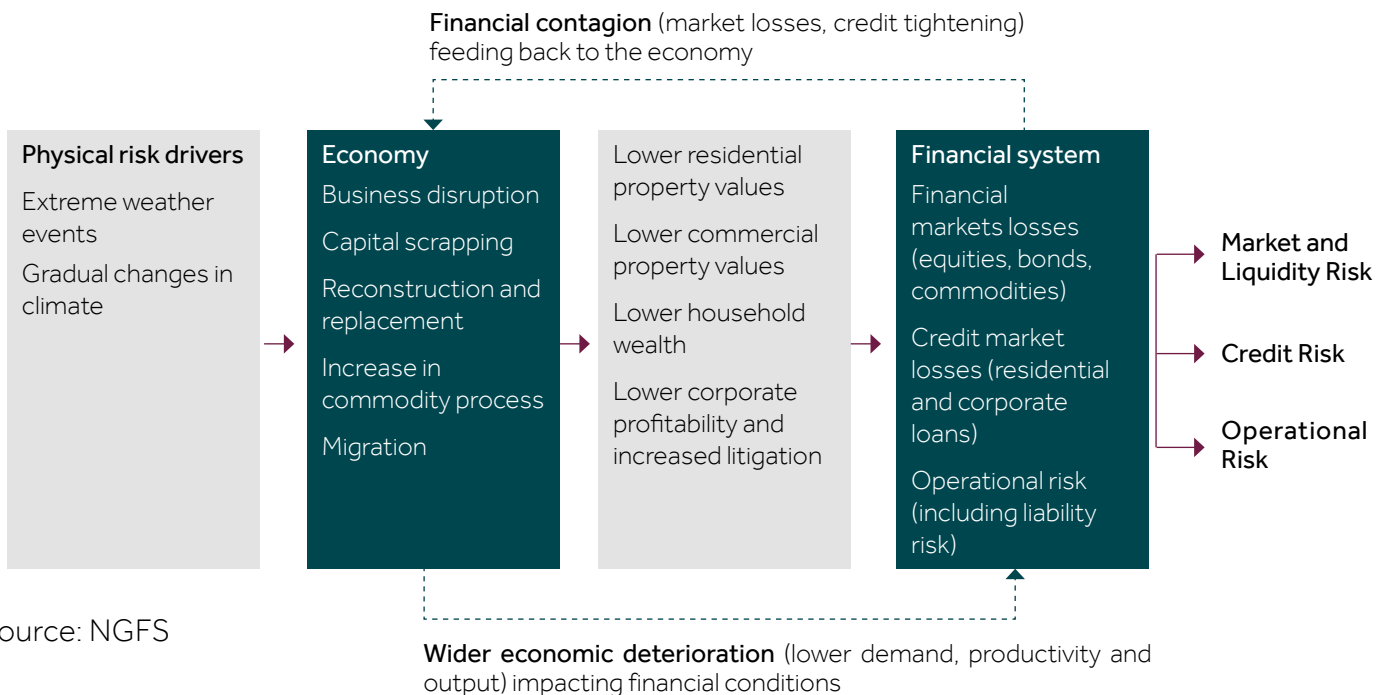 Financial contagion (market losses, credit tightening)
feeding back to the economy
Physical risk drivers
Extreme weather
events
Gradual changes in
climate
Economy
Business disruption
Capital scrapping
Reconstruction and
replacement
Increase in
commodity process
Migration
Lower residential
property values
Lower commercial
property values
Lower household
wealth
Lower corporate
profitability and
increased litigation
Financial system
Financial
markets losses
(equities, bonds,
commodities)
Credit market
losses (residential
and corporate
loans)
Operational risk
(including liability
risk)
Market and
Liquidity Risk
Credit Risk
Operational
Risk
ource: NGFS
Wider economic deterioration (lower demand, productivity and
output) impacting financial conditions